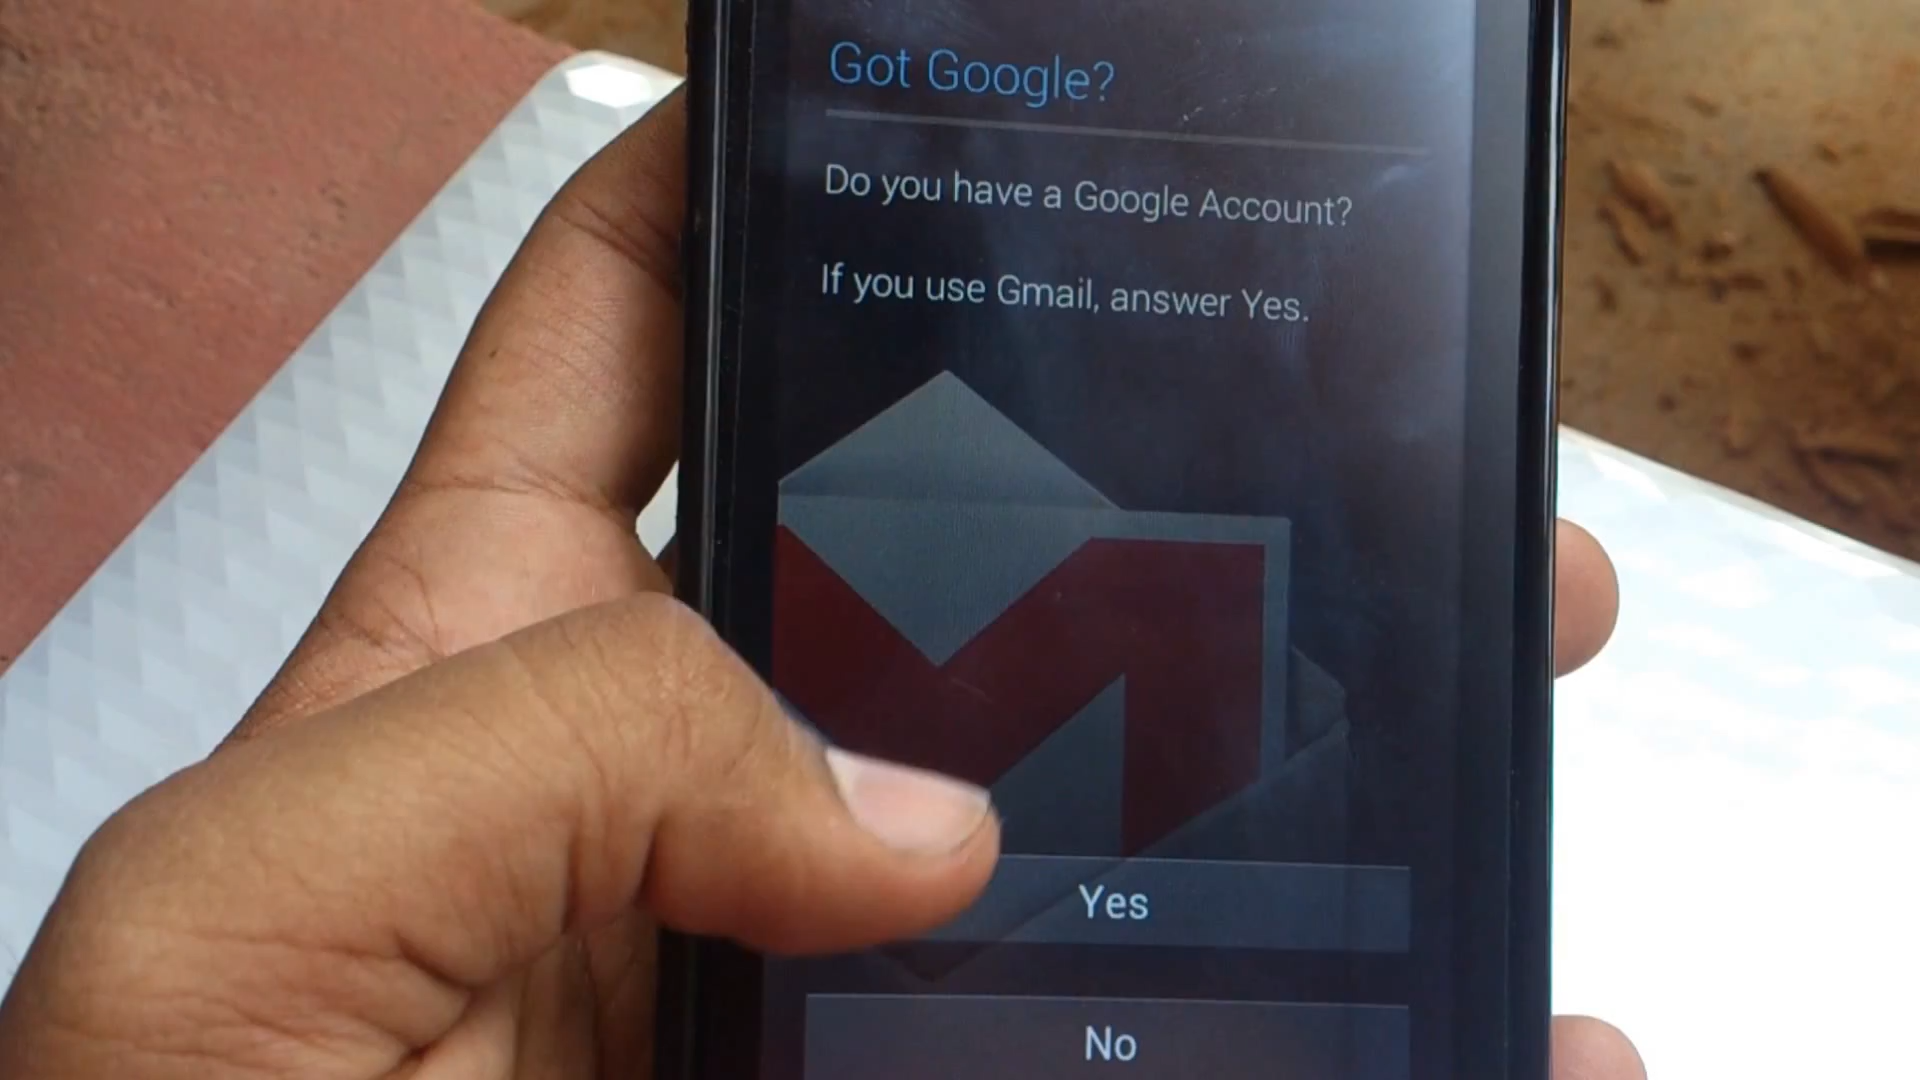 Got Google?
Do you have a Google Account?
If you use Gmail, answer Yes.
Yes
No